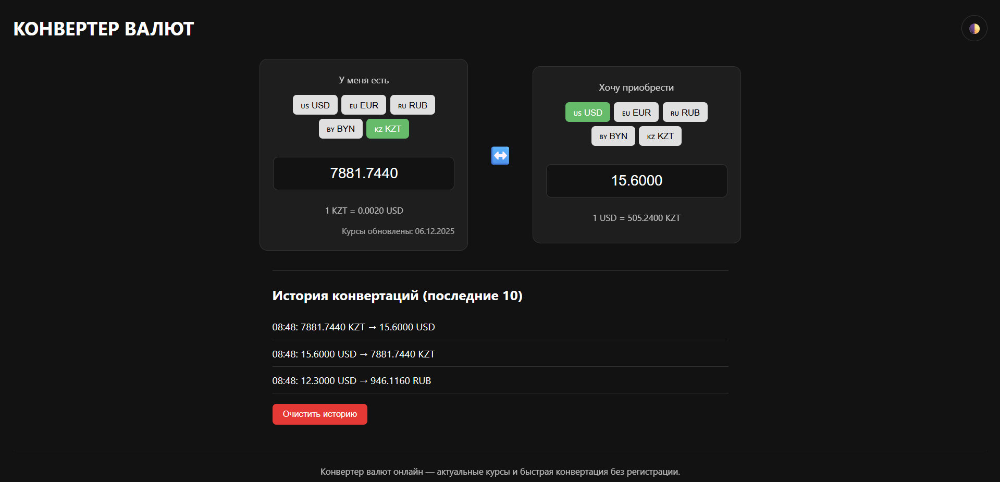 КОНВЕРТЕР ВАЛЮТ
У меня есть
US USD EU EUR RU RUB
BY BYN KZ KZT
7881.7440
1 KZT = 0.0020 USD
Курсы обновлены: 06.12.2025
Хочу приобрести
US USD EU EUR RU RUB
BY BYN KZ KZT
15.6000
1 USD = 505.2400 KZT
История конвертаций (последние 10)
08:48: 7881.7440 KZT → 15.6000 USD
08:48: 15.6000 USD → 7881.7440 KZT
08:48: 12.3000 USD → 946.1160 RUB
Очистить историю
Конвертер валют онлайн — актуальные курсы и быстрая конвертация без регистрации.